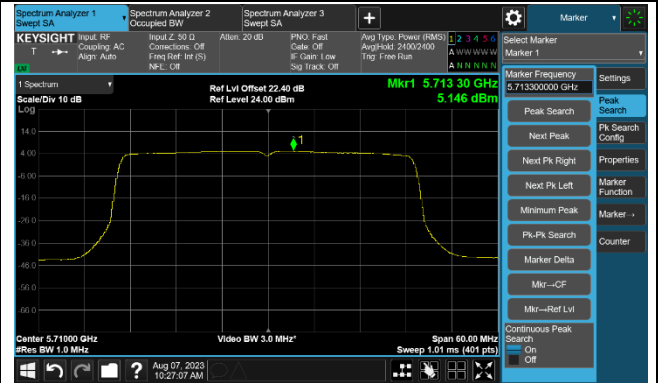 Spectrum Analyzer 1
Swept SA
Spectrum Analyzer 2
Occupied BW
Spectrum Analyzer 3
Swept SA
Marker
KEYSIGHT
T
LNI
Input: RF
Coupling: AC
Align: Auto
Input Z: 50 Ω
Corrections: Off
Freq Ref: Int (S)
NFE: Off
Atten: 20 dB
PNO: Fast
Gate: Off
IF Gain: Low
Sig Track: Off
Avg Type: Power (RMS)
Avg|Hold: 2400/2400
Trig: Free Run
1 2 3 4 5 6
A W W W W W
A N N N N N
Select Marker
Marker 1
1 Spectrum
Scale/Div 10 dB
Log
Ref Lvl Offset 22.40 dB
Ref Level 24.00 dBm
Mkr1 5.713 30 GHz
5.146 dBm
14.0
4.00
-6.00
-16.0
-26.0
-36.0
-46.0
-56.0
-66.0
1
Center 5.71000 GHz
#Res BW 1.0 MHz
Video BW 3.0 MHz*
Span 60.00 MHz
Sweep 1.01 ms (401 pts)
Marker Frequency
5.713300000 GHz
Peak Search
Next Peak
Next Pk Right
Next Pk Left
Minimum Peak
Pk-Pk Search
Marker Delta
Mkr→CF
Mkr→Ref Lvl
Continuous Peak
Search
On
Off
Settings
Peak
Search
Pk Search
Config
Properties
Marker
Function
Marker→
Counter
Aug 07, 2023
10:27:07 AM